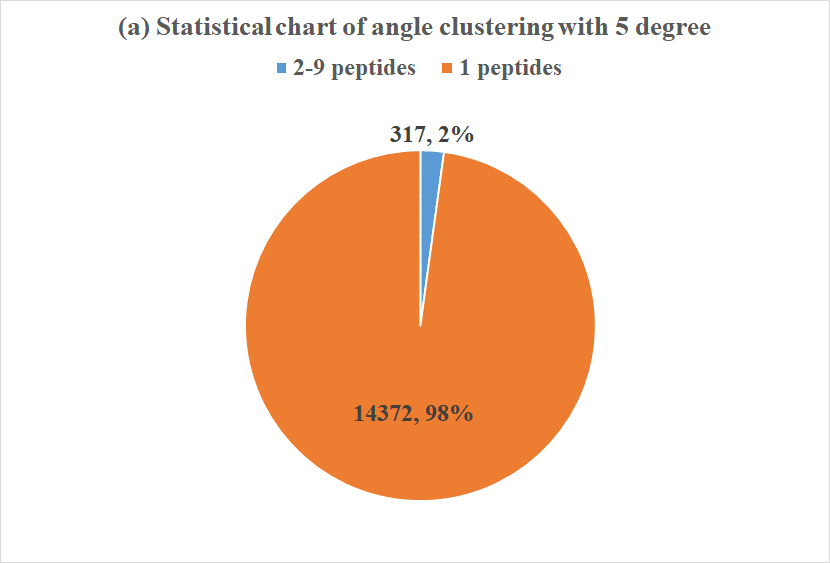 (a) Statistical chart of angle clustering with 5 degree
2-9 peptides 1 peptides
317, 2%
14372, 98%